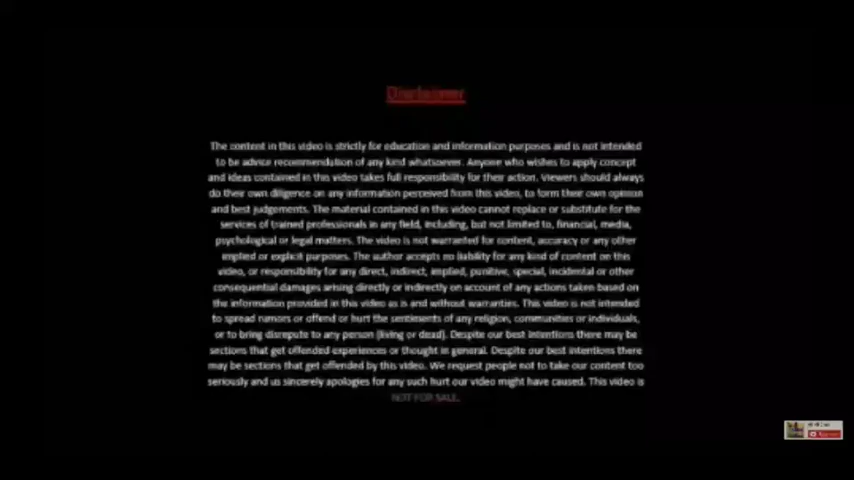 Disclaimer
The content in this video is strictly for education and information purposes and is not intended
to be advice recommendation of any kind whatsoever. Anyone who wishes to apply concept
and ideas contained in this video takes full responsibility for their action. Viewers should always
do their own diligence on any information perceived from this video, to form their own opinion
and best judgements. The material contained in this video cannot replace or substitute for the
services of trained professionals in any field, including, but not limited to, financial, media,
psychological or legal matters. The video is not warranted for content, accuracy or any other
implied or explicit purposes. The author accepts no liability for any kind of content on this
video, or responsibility for any direct, indirect, implied, punitive, special, incidental or other
consequential damages arising directly or indirectly on account of any actions taken based on
the information provided in this video as is and without warranties. This video is not intended
to spread rumors or offend or hurt the sentiments of any religion, communities or individuals,
or to bring disrepute to any person (living or dead). Despite our best intentions there may be
sections that get offended experiences or thought in general. Despite our best intentions there
may be sections that get offended by this video. We request people not to take our content too
seriously and us sincerely apologies for any such hurt our video might have caused. This video is
NOT FOR SALE.